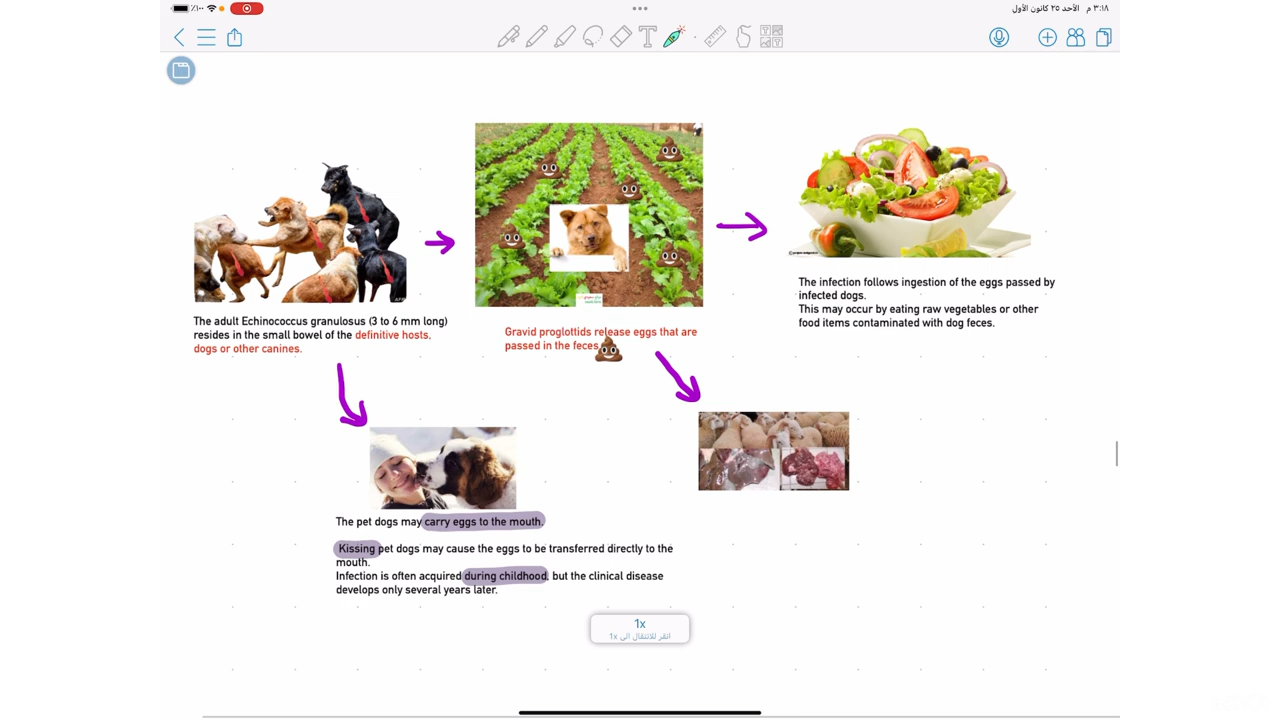 ٪١٠٠
٣:١٨ م الأحد ٢٥ كانون الأول
The adult Echinococcus granulosus (3 to 6 mm long)
resides in the small bowel of the definitive hosts,
dogs or other canines.
Gravid proglottids release eggs that are
passed in the feces
The infection follows ingestion of the eggs passed by
infected dogs.
This may occur by eating raw vegetables or other
food items contaminated with dog feces.
The pet dogs may carry eggs to the mouth.
Kissing pet dogs may cause the eggs to be transferred directly to the
mouth.
Infection is often acquired during childhood, but the clinical disease
develops only several years later.
1x
انقر للانتقال الى 1x